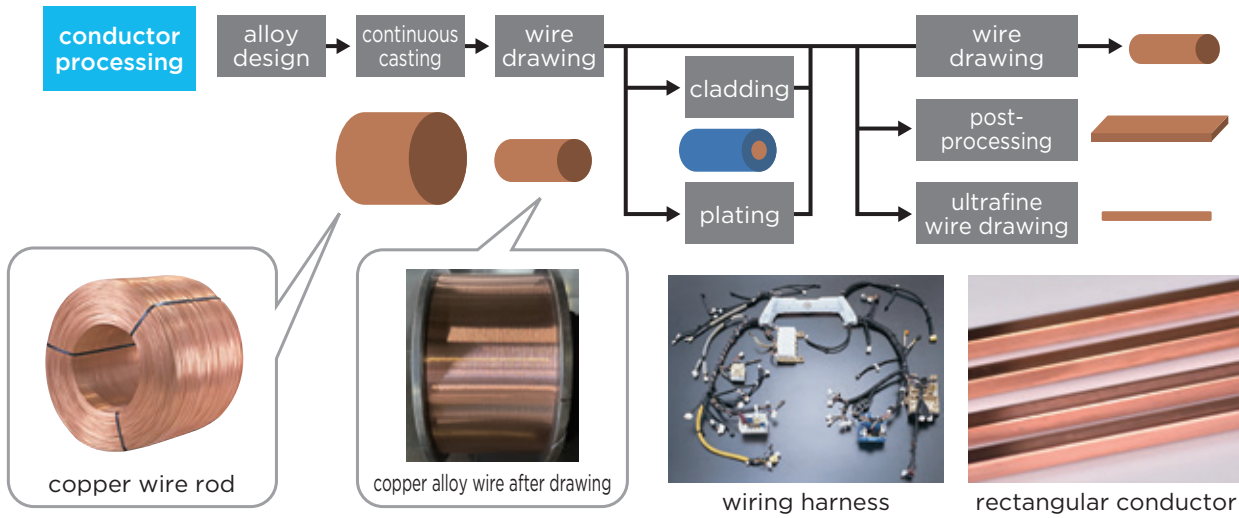 conductor
processing
alloy
design
continuous
casting
wire
drawing
cladding
plating
wire
drawing
post-
processing
ultrafine
wire drawing
copper wire rod
copper alloy wire after drawing
wiring harness
rectangular conductor